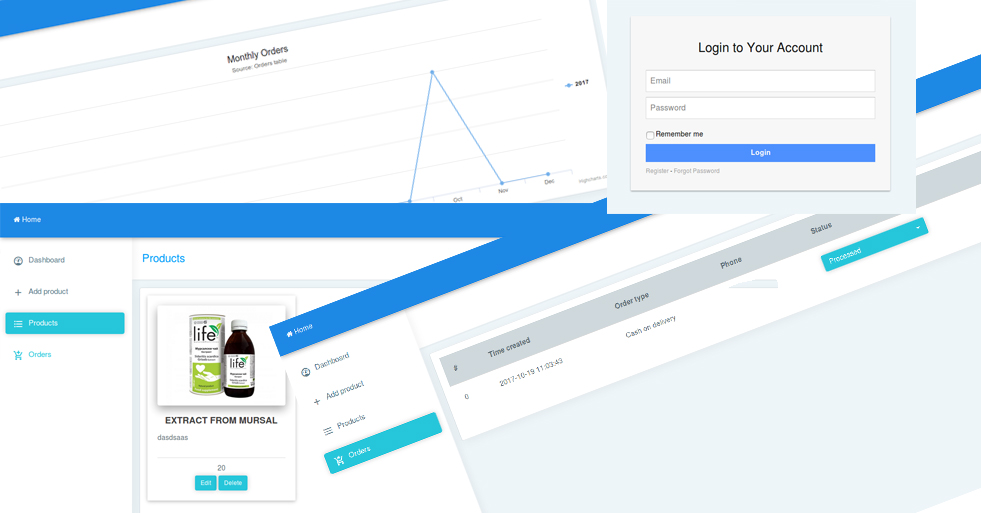 Monthly Orders
Source: Orders table
2017
Oct
Nov
Dec
Login to Your Account
Email
Password
Remember me
Login
Register • Forgot Password
Home
Dashboard
Add product
Products
Orders
Products
life
life
EXTRACT FROM MURSAL
dasdsaas
20
Edit
Delete
Home
Dashboard
Add product
Products
Orders
# Time created Order type Phone Status
0 2017-10-19 11:03:43 Cash on delivery Processed